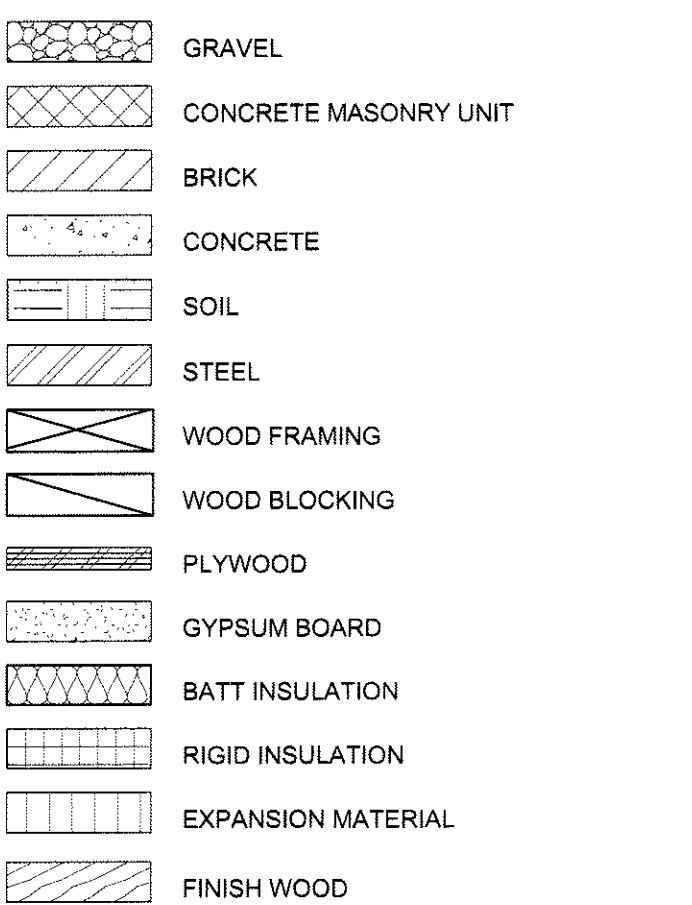 GRAVEL
CONCRETE MASONRY UNIT
BRICK
CONCRETE
SOIL
STEEL
WOOD FRAMING
WOOD BLOCKING
PLYWOOD
GYPSUM BOARD
BATT INSULATION
RIGID INSULATION
EXPANSION MATERIAL
FINISH WOOD